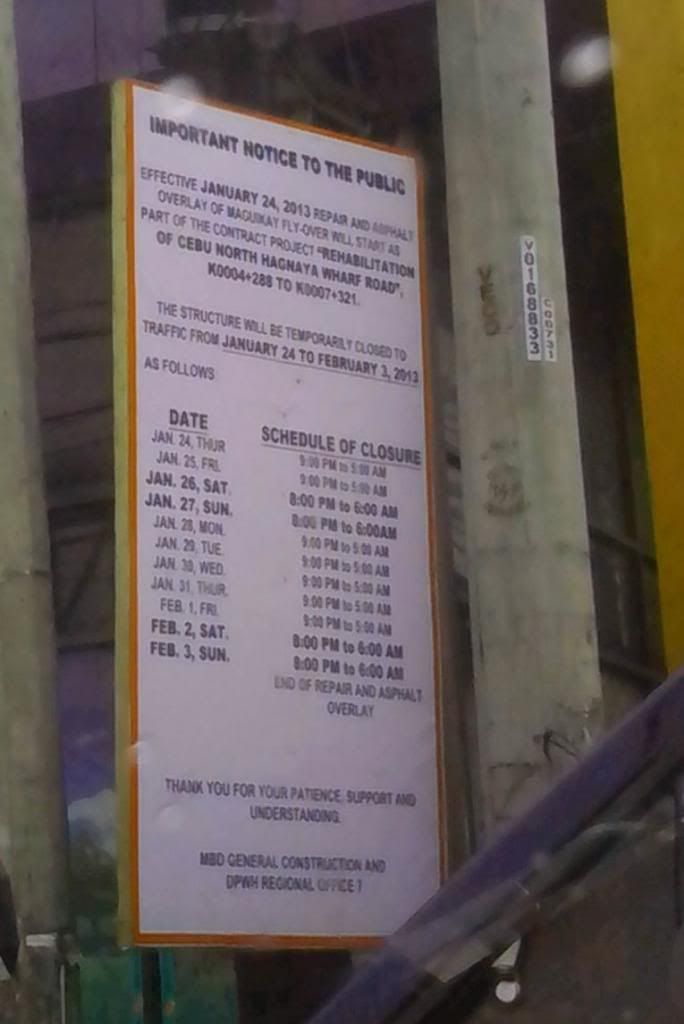 IMPORTANT NOTICE TO THE PUBLIC
EFFECTIVE JANUARY 24, 2013 REPAIR AND ASPHALT
OVERLAY OF MAGUIKAY FLY-OVER WILL START AS
PART OF THE CONTRACT PROJECT "REHABILITATION
OF CEBU NORTH HAGNAYA WHARF ROAD",
K0004+288 TO K0007+321.
THE STRUCTURE WILL BE TEMPORARILY CLOSED TO
TRAFFIC FROM JANUARY 24 TO FEBRUARY 3, 2013
AS FOLLOWS
DATE SCHEDULE OF CLOSURE
JAN. 24, THUR 9:00 PM to 5:00 AM
JAN. 25, FRI. 9:00 PM to 5:00 AM
JAN. 26, SAT. 8:00 PM to 6:00 AM
JAN. 27, SUN. 8:00 PM to 6:00AM
JAN. 28, MON. 9:00 PM to 5:00 AM
JAN. 29, TUE. 9:00 PM to 5:00 AM
JAN. 30, WED. 9:00 PM to 5:00 AM
JAN. 31, THUR. 9:00 PM to 5:00 AM
FEB. 1, FRI. 9:00 PM to 5:00 AM
FEB. 2, SAT. 8:00 PM to 6:00 AM
FEB. 3, SUN. 8:00 PM to 6:00 AM
END OF REPAIR AND ASPHALT
OVERLAY
THANK YOU FOR YOUR PATIENCE, SUPPORT AND
UNDERSTANDING.
MBD GENERAL CONSTRUCTION AND
DPWH REGIONAL OFFICE 7
V0168833
C00731